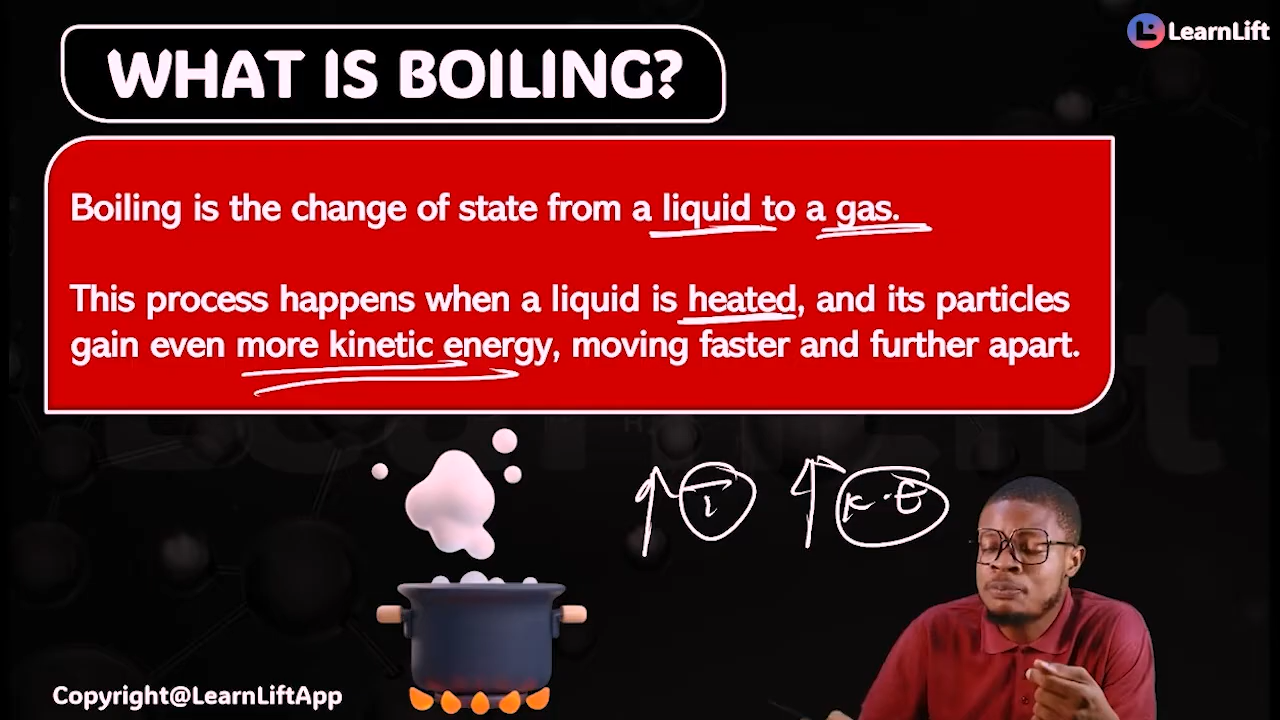 LearnLift
WHAT IS BOILING?
Boiling is the change of state from a liquid to a gas.
This process happens when a liquid is heated, and its particles
gain even more kinetic energy, moving faster and further apart.
↑ T ↑ K.E
Copyright@LearnLiftApp